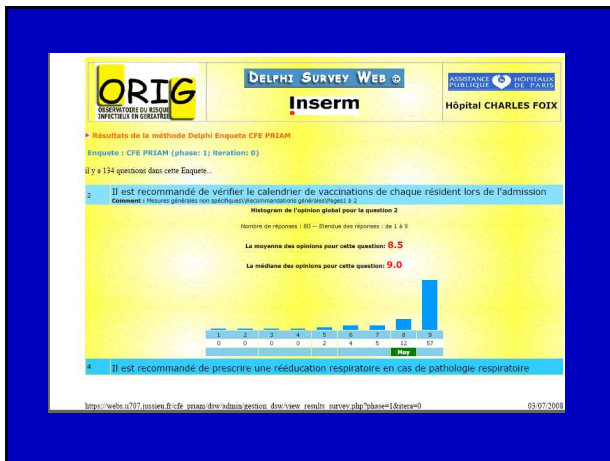 ORIG
OBSERVATOIRE DU RISQUE
INFECTIEUX EN GERIATRIE
DELPHI SURVEY WEB ©
Inserm
ASSISTANCE HÔPITAUX
PUBLIQUE DE PARIS
Hôpital CHARLES FOIX
Résultats de la méthode Delphi Enquete CFE PRIAM
Enquete : CFE PRIAM (phase: 1; iteration: 0)
il y a 134 questions dans cette Enquete...
2 Il est recommandé de vérifier le calendrier de vaccinations de chaque résident lors de l'admission
Comment : Mesures générales non spécifiques\\Recommandations générales\Pages1 à 2
Histogram de l'opinion global pour la question 2
Nombre de réponses : 80 -- Etendue des réponses : de 1 à 9
La moyenne des opinions pour cette question: 8.5
La médiane des opinions pour cette question: 9.0
1 2 3 4 5 6 7 8 9
0 0 0 0 2 4 5 12 57
Moy
4 Il est recommandé de prescrire une rééducation respiratoire en cas de pathologie respiratoire
https://webs.u707.jussieu.fr/cfe_priam/dsw/admin/gestion_dsw/view_results_survey.php?phase=1&itera=0 03/07/2008